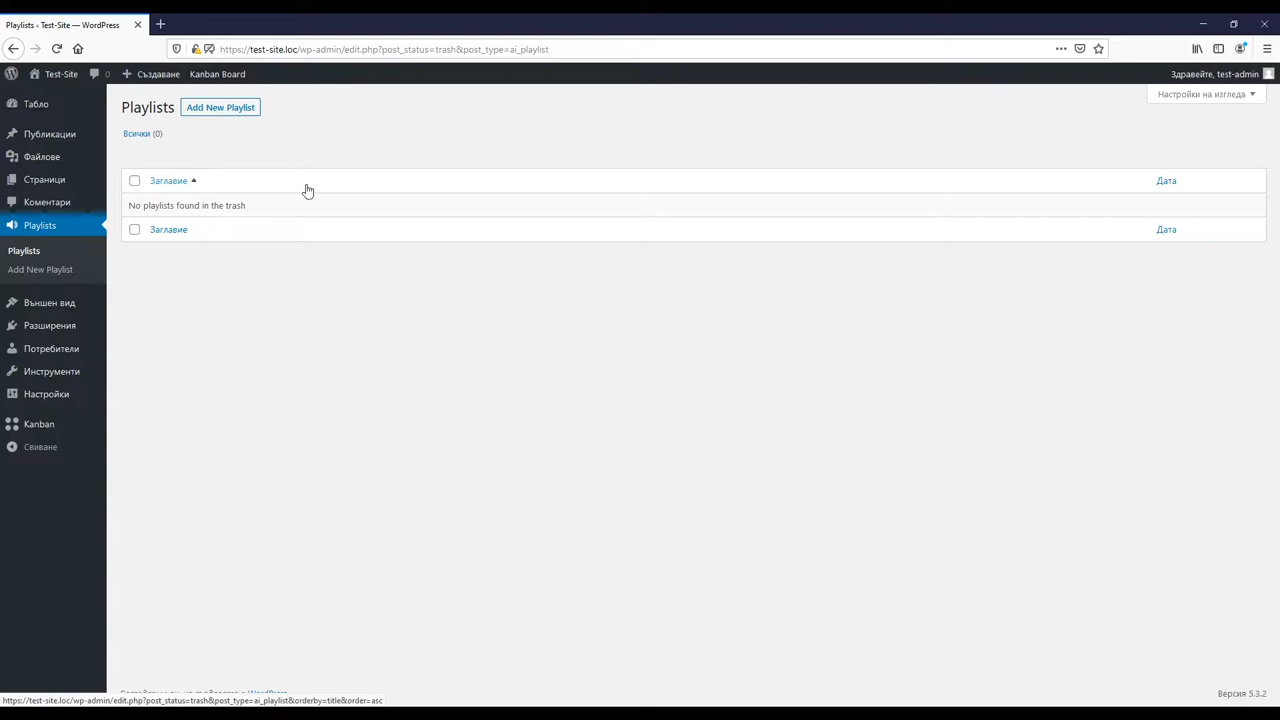 Playlists ‹ Test-Site — WordPress
https://test-site.loc/wp-admin/edit.php?post_status=trash&post_type=ai_playlist
Test-Site 0 Създаване Kanban Board Здравейте, test-admin
Табло
Публикации
Файлове
Страници
Коментари
Playlists
Playlists
Add New Playlist
Външен вид
Разширения
Потребители
Инструменти
Настройки
Kanban
Свиване
Настройки на изгледа
Playlists Add New Playlist
Всички (0)
Заглавие Дата
No playlists found in the trash
Заглавие Дата
WordPress
Версия 5.3.2
https://test-site.loc/wp-admin/edit.php?post_status=trash&post_type=ai_playlist&orderby=title&order=asc